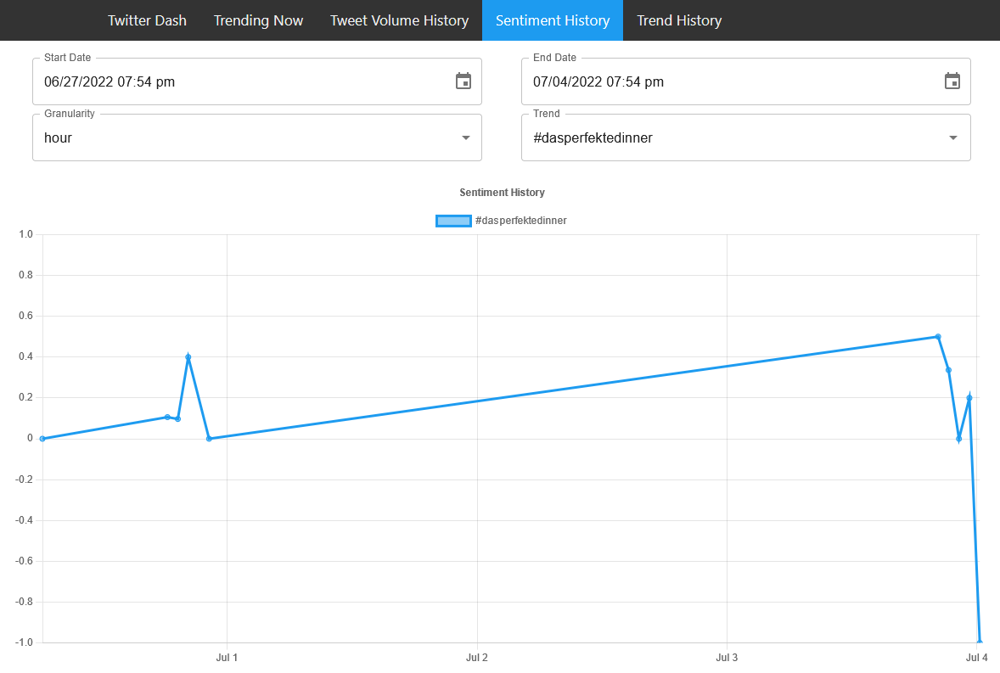 Twitter Dash Trending Now Tweet Volume History Sentiment History Trend History
Start Date End Date
06/27/2022 07:54 pm 07/04/2022 07:54 pm
Granularity Trend
hour #dasperfektedinner
Sentiment History
#dasperfektedinner
1.0
0.8
0.6
0.4
0.2
0
-0.2
-0.4
-0.6
-0.8
-1.0
Jul 1 Jul 2 Jul 3 Jul 4